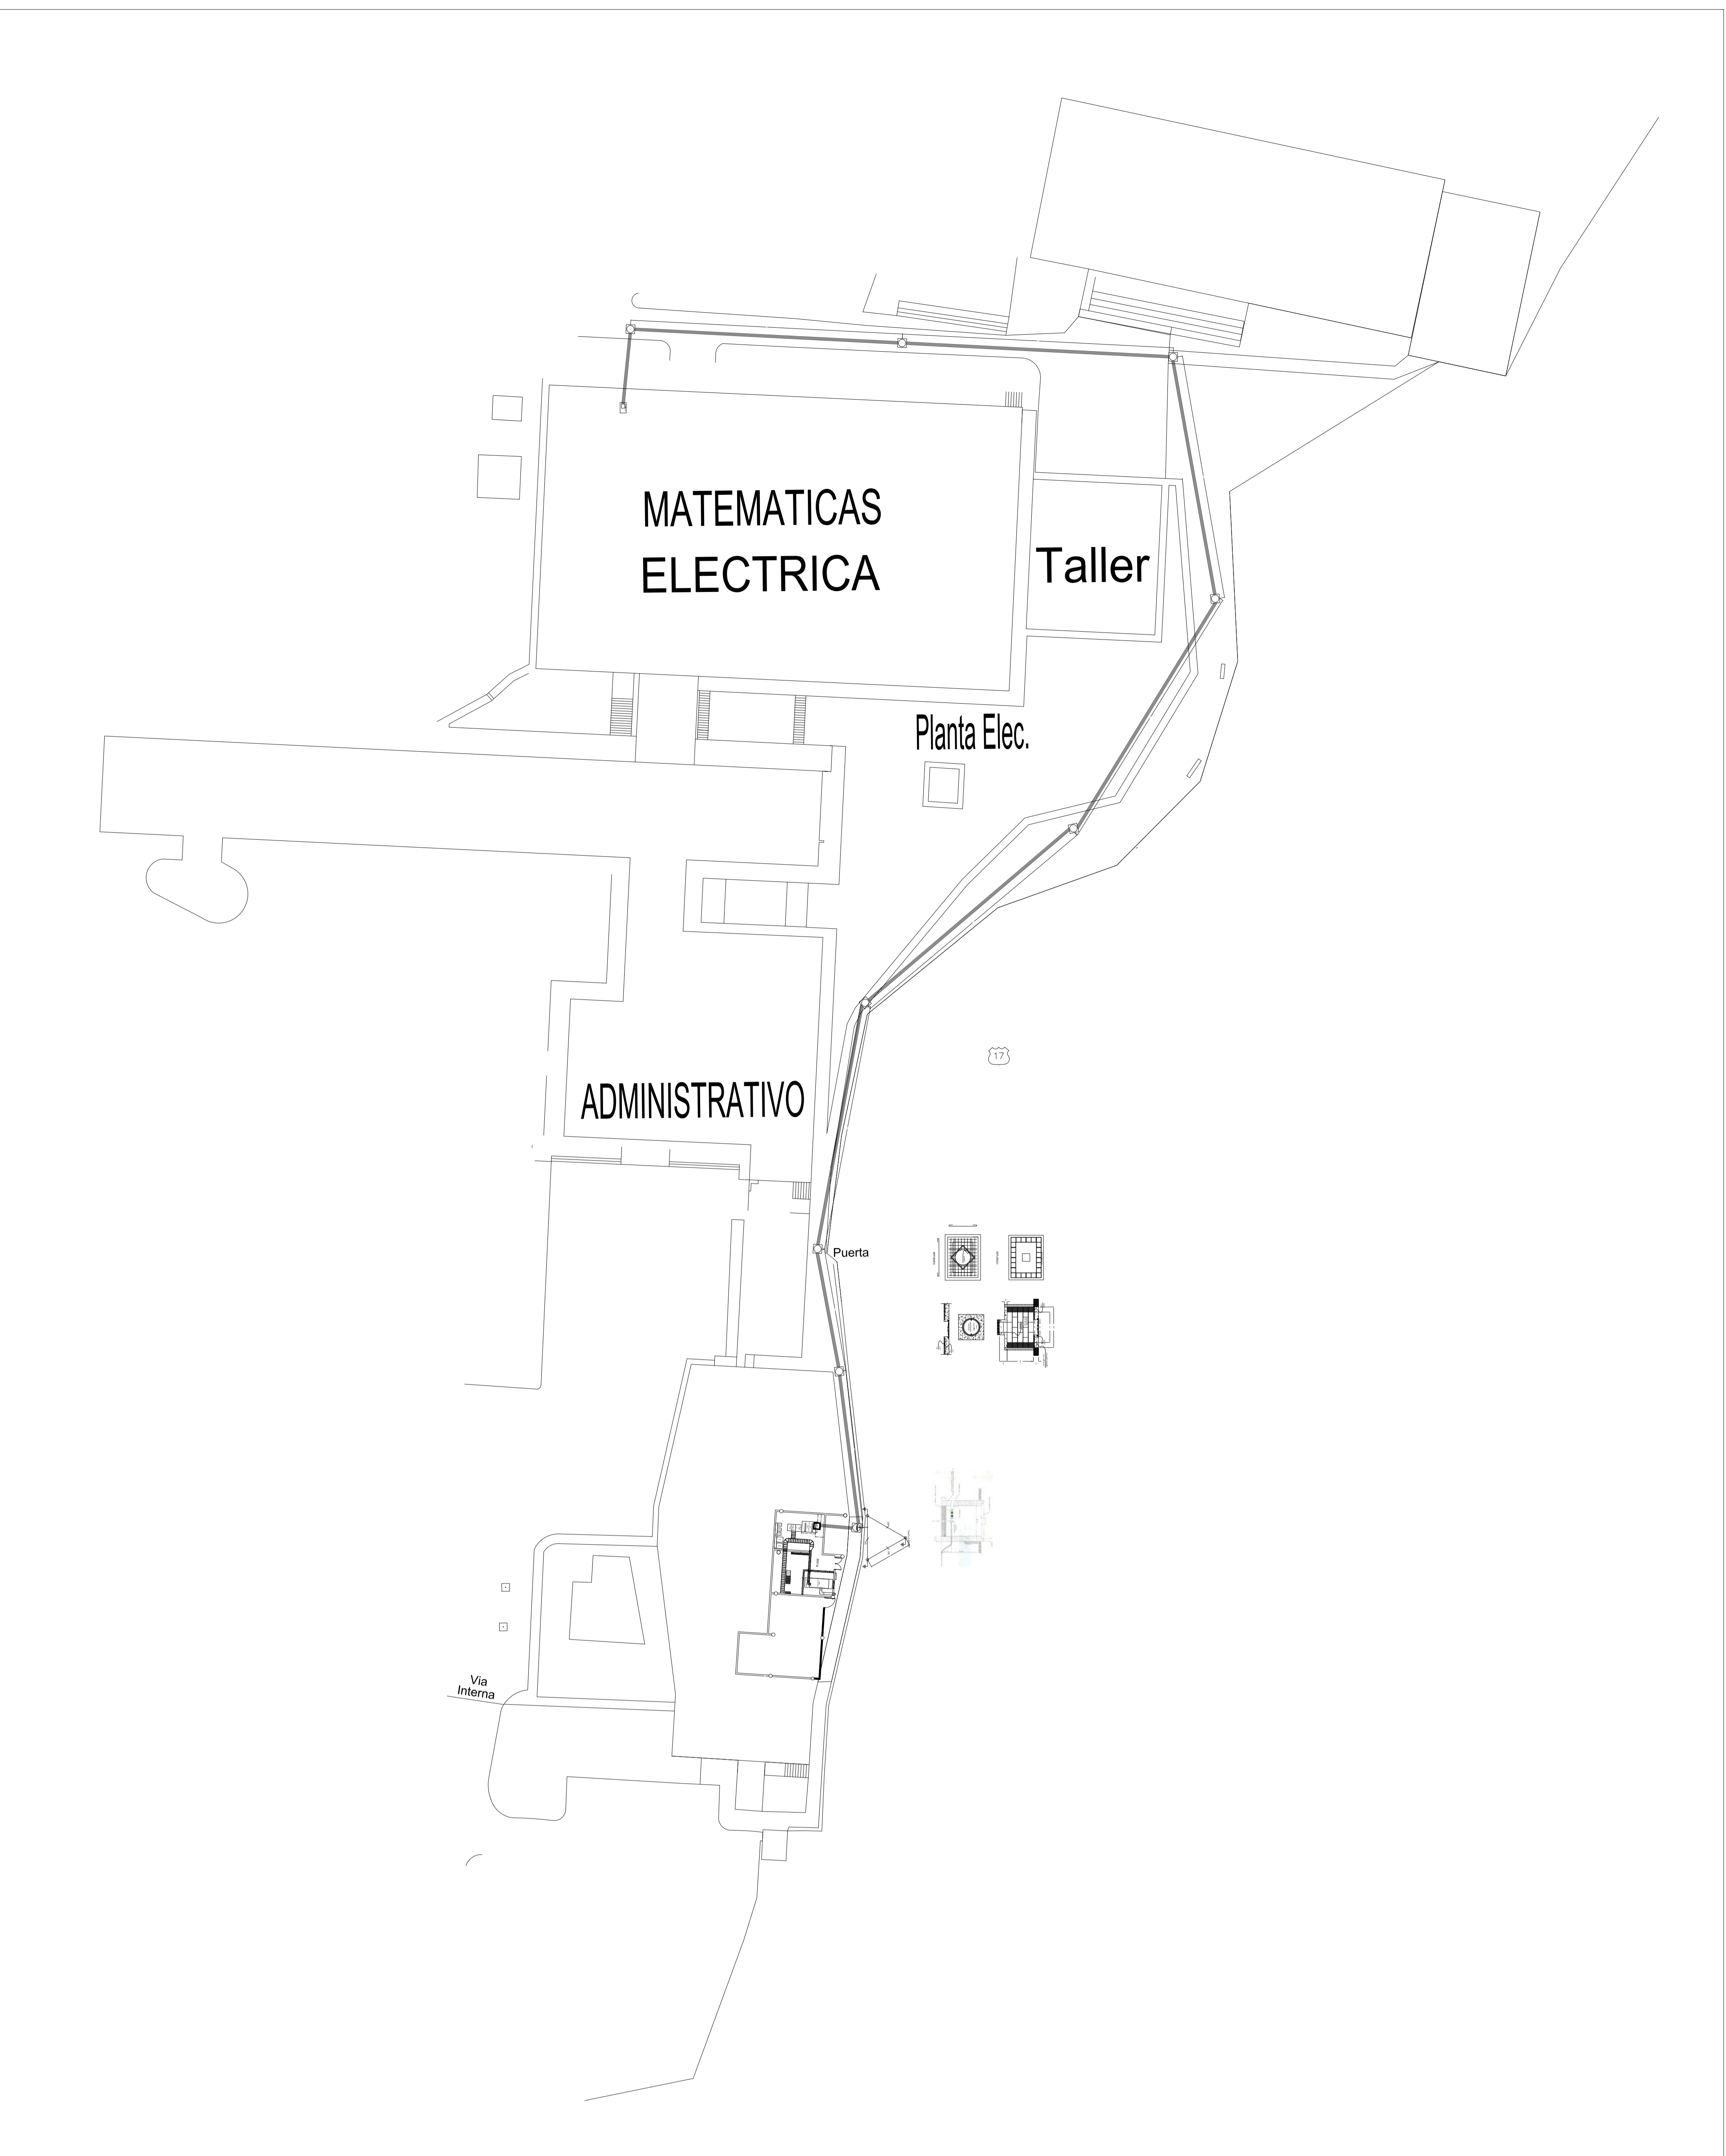 MATEMATICAS
ELECTRICA
Taller
Planta Elec.
17
ADMINISTRATIVO
Puerta
Via
Interna